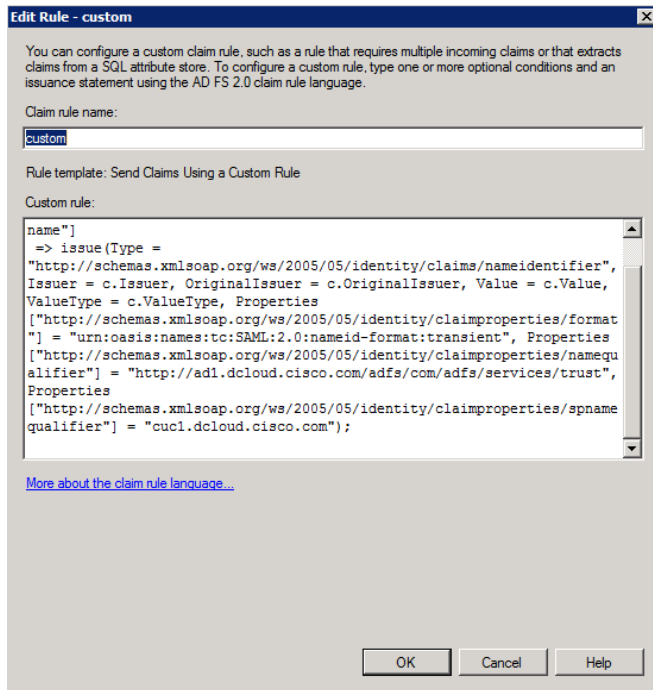 Edit Rule - custom
You can configure a custom claim rule, such as a rule that requires multiple incoming claims or that extracts
claims from a SQL attribute store. To configure a custom rule, type one or more optional conditions and an
issuance statement using the AD FS 2.0 claim rule language.
Claim rule name:
custom
Rule template: Send Claims Using a Custom Rule
Custom rule:
name"]
=> issue(Type =
"http://schemas.xmlsoap.org/ws/2005/05/identity/claims/nameidentifier",
Issuer = c.Issuer, OriginalIssuer = c.OriginalIssuer, Value = c.Value,
ValueType = c.ValueType, Properties
["http://schemas.xmlsoap.org/ws/2005/05/identity/claimproperties/format
"] = "urn:oasis:names:tc:SAML:2.0:nameid-format:transient", Properties
["http://schemas.xmlsoap.org/ws/2005/05/identity/claimproperties/namequ
alifier"] = "http://ad1.dcloud.cisco.com/adfs/com/adfs/services/trust",
Properties
["http://schemas.xmlsoap.org/ws/2005/05/identity/claimproperties/spname
qualifier"] = "cuc1.dcloud.cisco.com");
More about the claim rule language...
OK Cancel Help